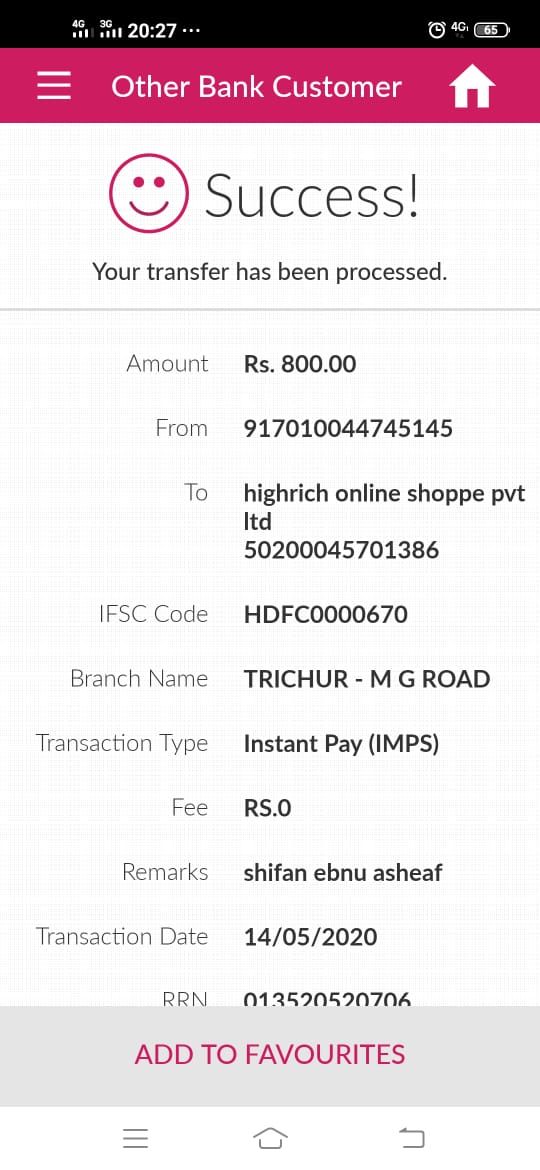 4G 3G 20:27 ... 4G 65
Other Bank Customer
Success!
Your transfer has been processed.
Amount Rs. 800.00
From 917010044745145
To highrich online shoppe pvt
ltd
50200045701386
IFSC Code HDFC0000670
Branch Name TRICHUR - M G ROAD
Transaction Type Instant Pay (IMPS)
Fee RS.0
Remarks shifan ebnu asheaf
Transaction Date 14/05/2020
RRN 013520520706
ADD TO FAVOURITES